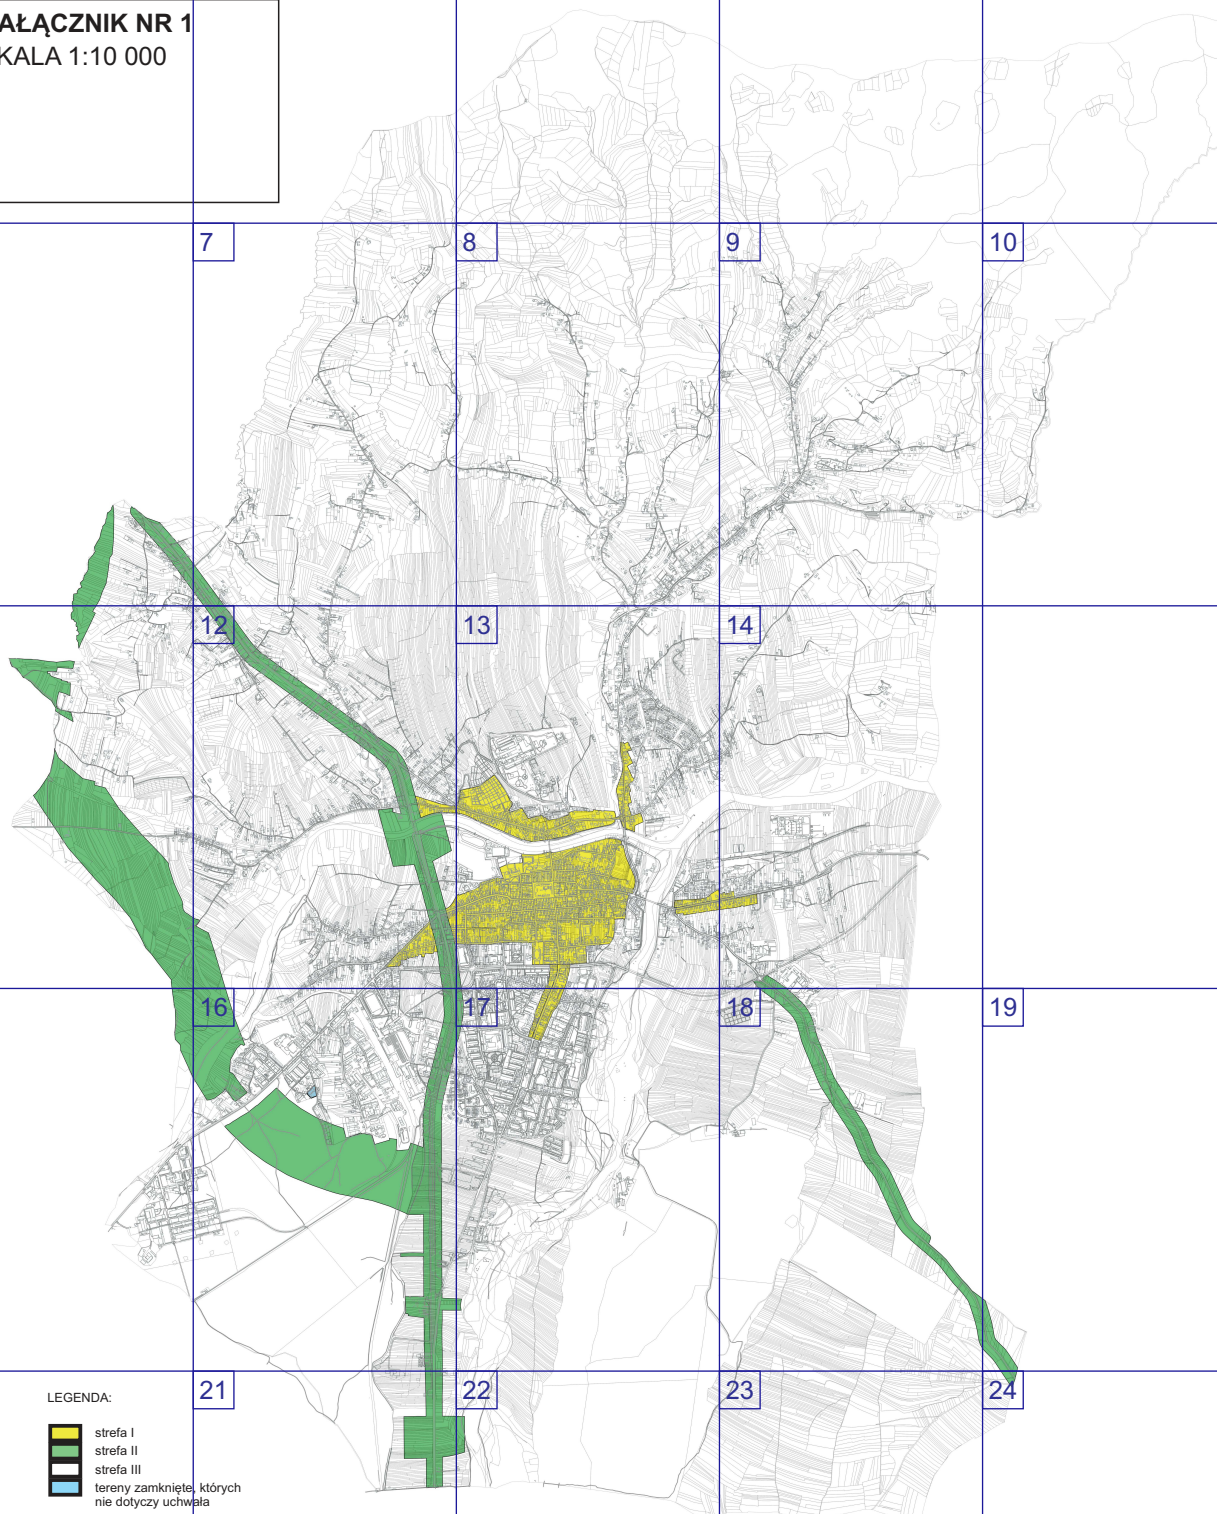 AŁĄCZNIK NR 1
KALA 1:10 000
7
8
9
10
12
13
14
16
17
18
19
21
22
23
24
LEGENDA:
strefa I
strefa II
strefa III
tereny zamknięte, których
nie dotyczy uchwała